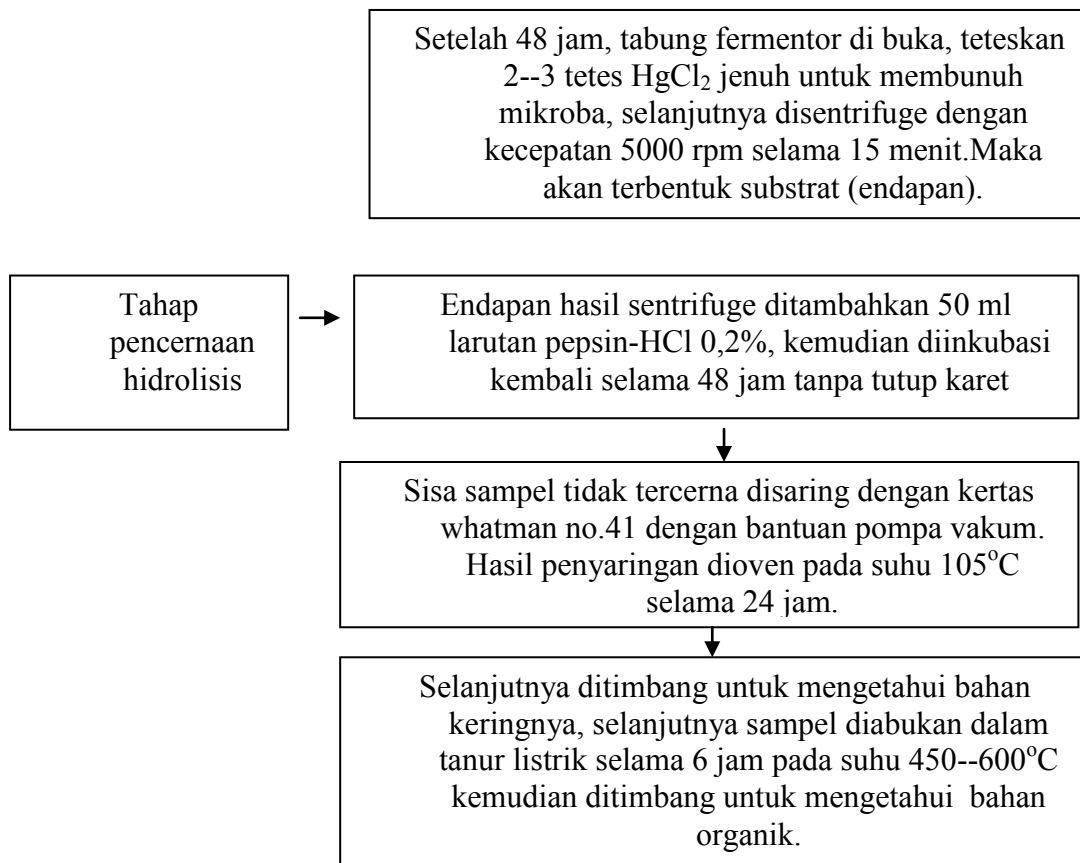 Setelah 48 jam, tabung fermentor di buka, teteskan
2--3 tetes HgCl₂ jenuh untuk membunuh
mikroba, selanjutnya disentrifuge dengan
kecepatan 5000 rpm selama 15 menit.Maka
akan terbentuk substrat (endapan).
Tahap
pencernaan
hidrolisis
Endapan hasil sentrifuge ditambahkan 50 ml
larutan pepsin-HCl 0,2%, kemudian diinkubasi
kembali selama 48 jam tanpa tutup karet
Sisa sampel tidak tercerna disaring dengan kertas
whatman no.41 dengan bantuan pompa vakum.
Hasil penyaringan dioven pada suhu 105°C
selama 24 jam.
Selanjutnya ditimbang untuk mengetahui bahan
keringnya, selanjutnya sampel diabukan dalam
tanur listrik selama 6 jam pada suhu 450--600°C
kemudian ditimbang untuk mengetahui bahan
organik.